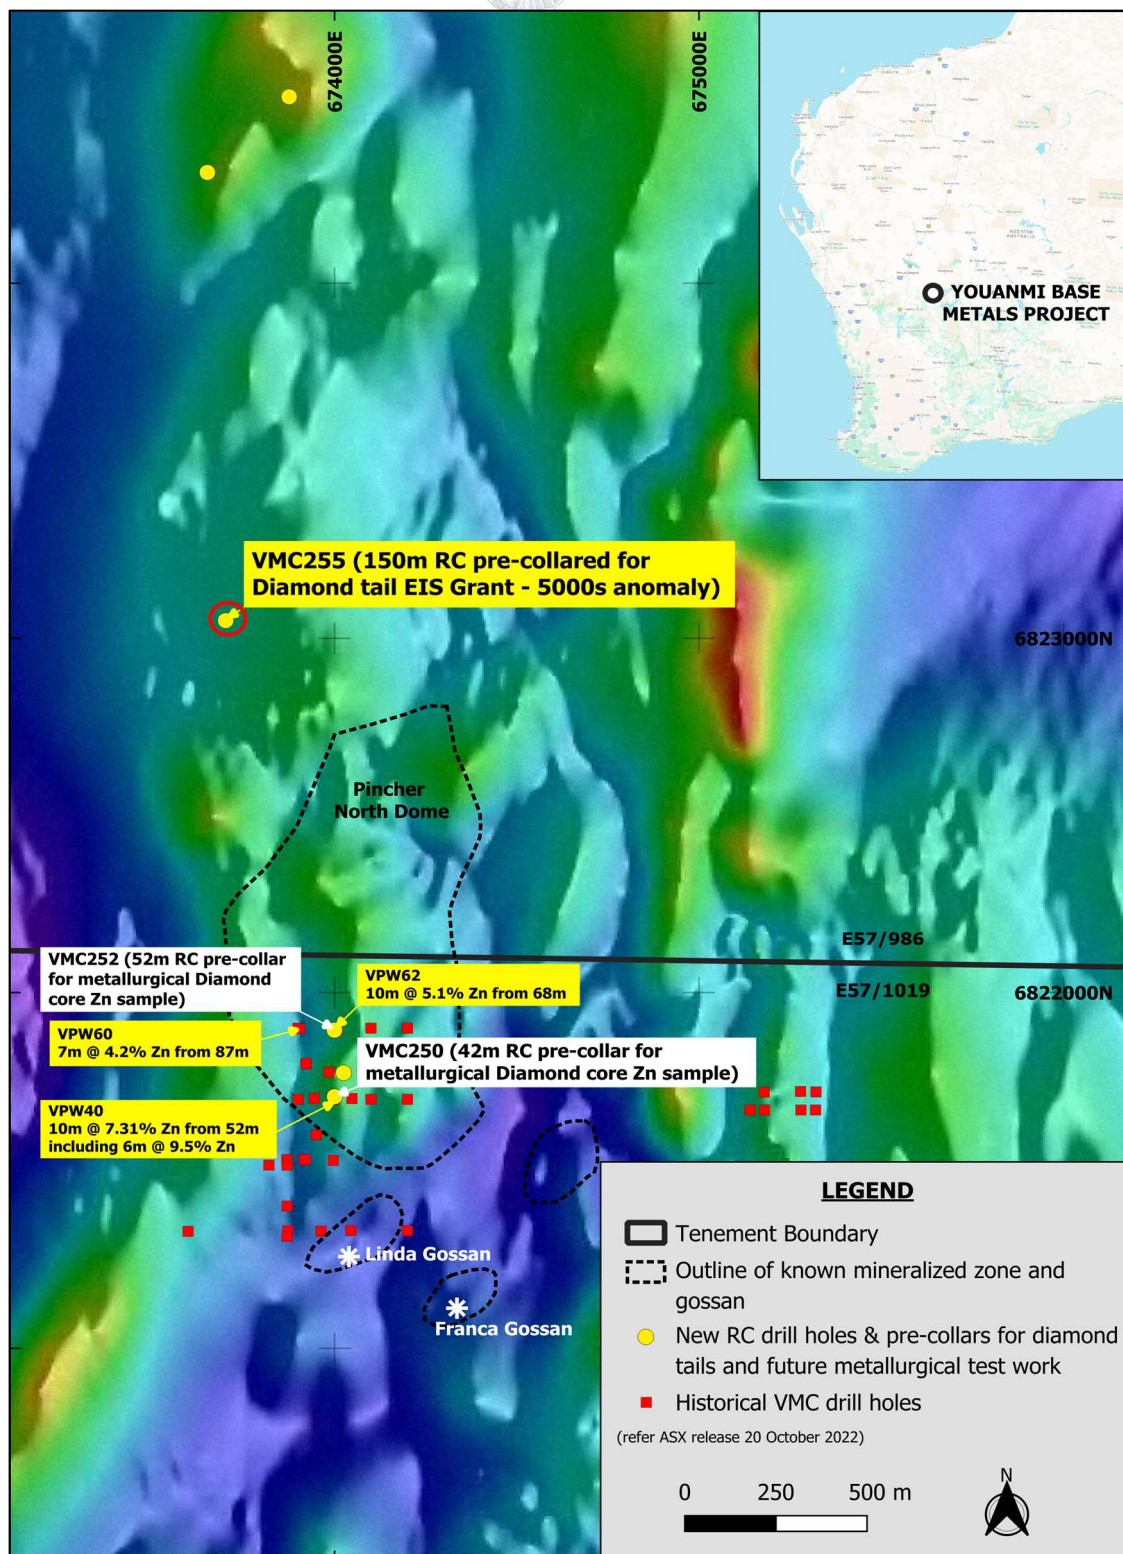 674000E
675000E
YOUANMI BASE
METALS PROJECT
WESTERN
AUSTRALIA
VMC255 (150m RC pre-collared for
Diamond tail EIS Grant - 5000s anomaly)
6823000N
Pincher
North Dome
E57/986
VMC252 (52m RC pre-collar
for metallurgical Diamond
core Zn sample)
VPW62
10m @ 5.1% Zn from 68m
E57/1019
6822000N
VPW60
7m @ 4.2% Zn from 87m
VMC250 (42m RC pre-collar for
metallurgical Diamond core Zn sample)
VPW40
10m @ 7.31% Zn from 52m
including 6m @ 9.5% Zn
Linda Gossan
Franca Gossan
LEGEND
Tenement Boundary
Outline of known mineralized zone and
gossan
New RC drill holes & pre-collars for diamond
tails and future metallurgical test work
Historical VMC drill holes
(refer ASX release 20 October 2022)
0 250 500 m
N